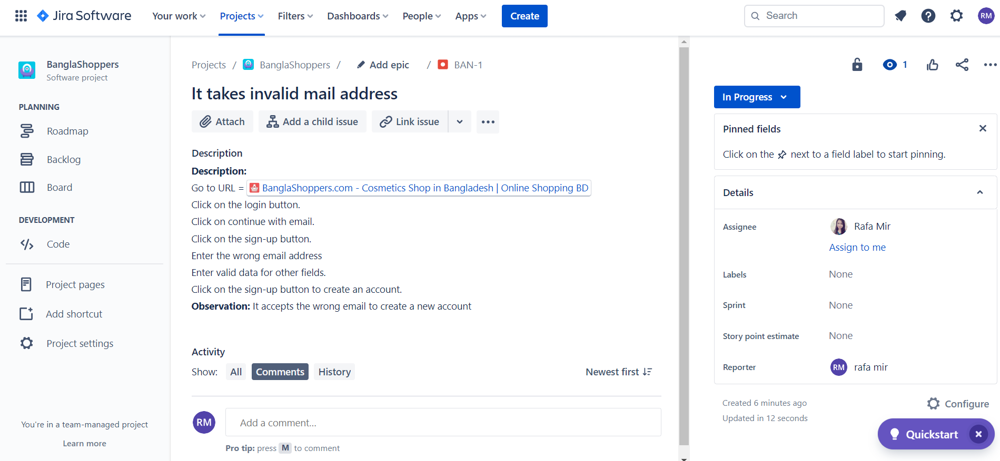 Jira Software Your work Projects Filters Dashboards People Apps Create Search RM
BanglaShoppers
Software project
PLANNING
Roadmap
Backlog
Board
DEVELOPMENT
Code
Project pages
Add shortcut
Project settings
You're in a team-managed project
Learn more
Projects / BanglaShoppers / Add epic / BAN-1
It takes invalid mail address
Attach Add a child issue Link issue
Description
Description:
Go to URL = BanglaShoppers.com - Cosmetics Shop in Bangladesh | Online Shopping BD
Click on the login button.
Click on continue with email.
Click on the sign-up button.
Enter the wrong email address
Enter valid data for other fields.
Click on the sign-up button to create an account.
Observation: It accepts the wrong email to create a new account
Activity
Show: All Comments History Newest first
RM Add a comment...
Pro tip: press M to comment
1
In Progress
Pinned fields
Click on the next to a field label to start pinning.
Details
Assignee Rafa Mir
Assign to me
Labels None
Sprint None
Story point estimate None
Reporter RM rafa mir
Created 6 minutes ago Configure
Updated in 12 seconds
Quickstart